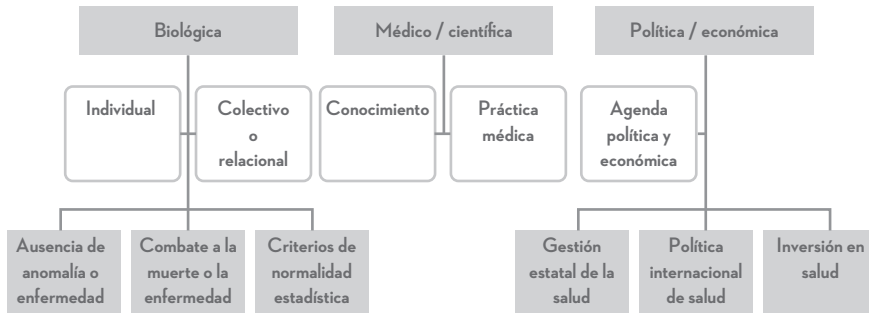 Biológica
Médico / científica
Política / económica
Individual
Colectivo
o
relacional
Conocimiento
Práctica
médica
Agenda
política y
económica
Ausencia de
anomalía o
enfermedad
Combate a la
muerte o la
enfermedad
Criterios de
normalidad
estadística
Gestión
estatal de la
salud
Política
internacional
de salud
Inversión en
salud